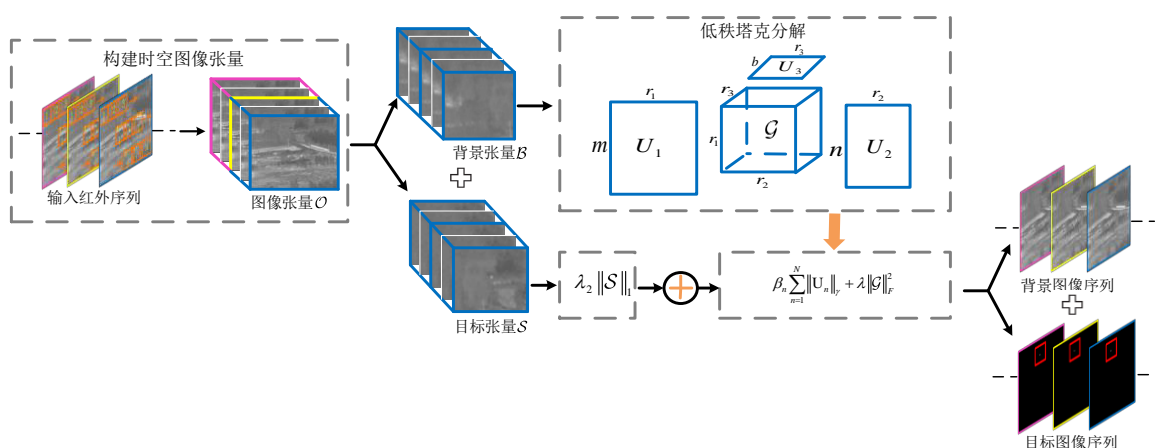 构建时空图像张量
输入红外序列
图像张量𝒪
背景张量ℬ
目标张量𝒮
低秩塔克分解
r₁
m
U₁
b
r₃
U₃
r₃
r₁
𝒢
r₂
r₂
n
U₂
λ₂‖𝒮‖₁
βₙ∑ₙ₌₁ᴺ‖Uₙ‖ᵧ + λ‖𝒢‖²_F
背景图像序列
目标图像序列